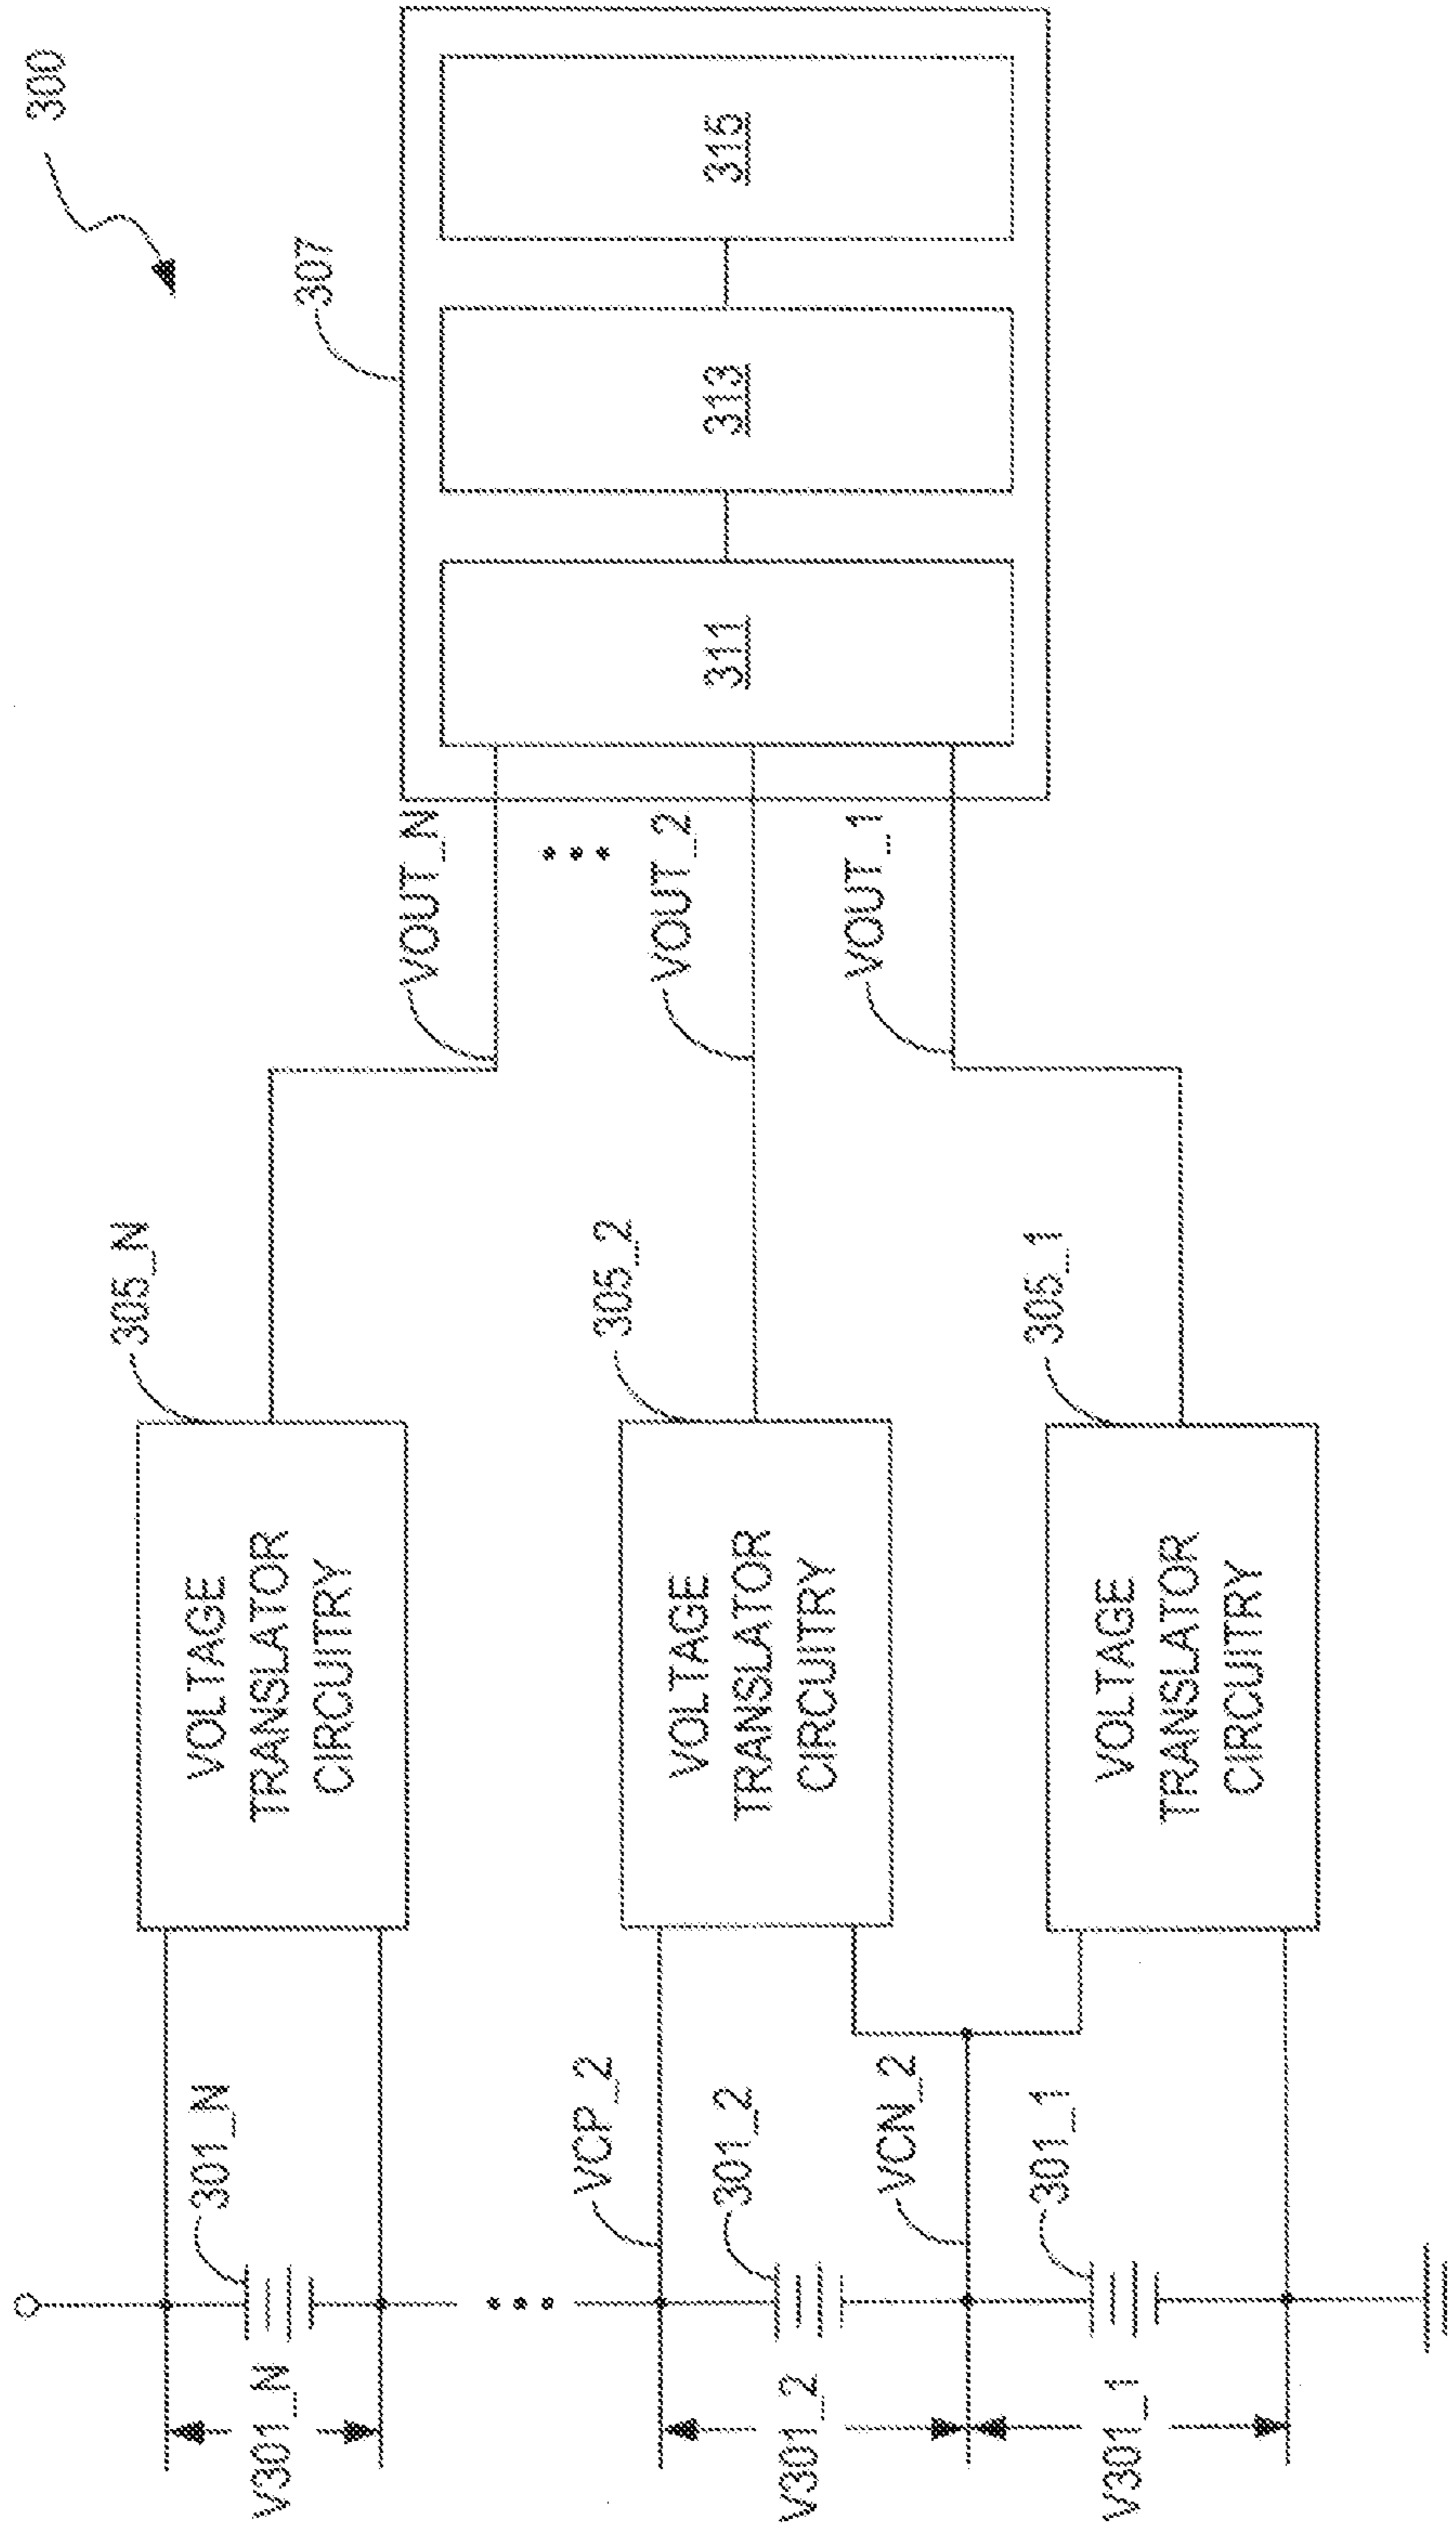 300
307
315
313
311
VOUT_N
VOUT_2
VOUT_1
305_N
305_2
305_1
VOLTAGE
TRANSLATOR
CIRCUITRY
VOLTAGE
TRANSLATOR
CIRCUITRY
VOLTAGE
TRANSLATOR
CIRCUITRY
301_N
VCP_2
301_2
VCN_2
301_1
V301_N
V301_2
V301_1